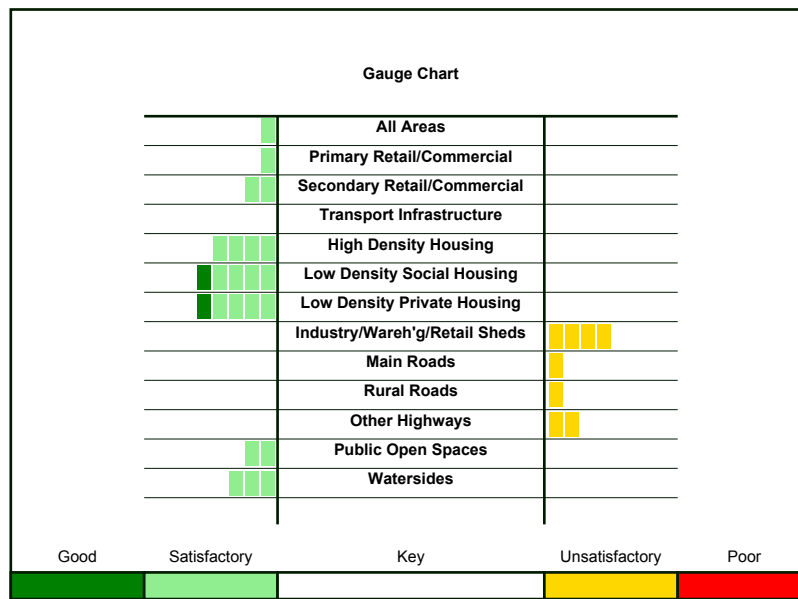 Gauge Chart
All Areas
Primary Retail/Commercial
Secondary Retail/Commercial
Transport Infrastructure
High Density Housing
Low Density Social Housing
Low Density Private Housing
Industry/Wareh'g/Retail Sheds
Main Roads
Rural Roads
Other Highways
Public Open Spaces
Watersides
Good Satisfactory Key Unsatisfactory Poor